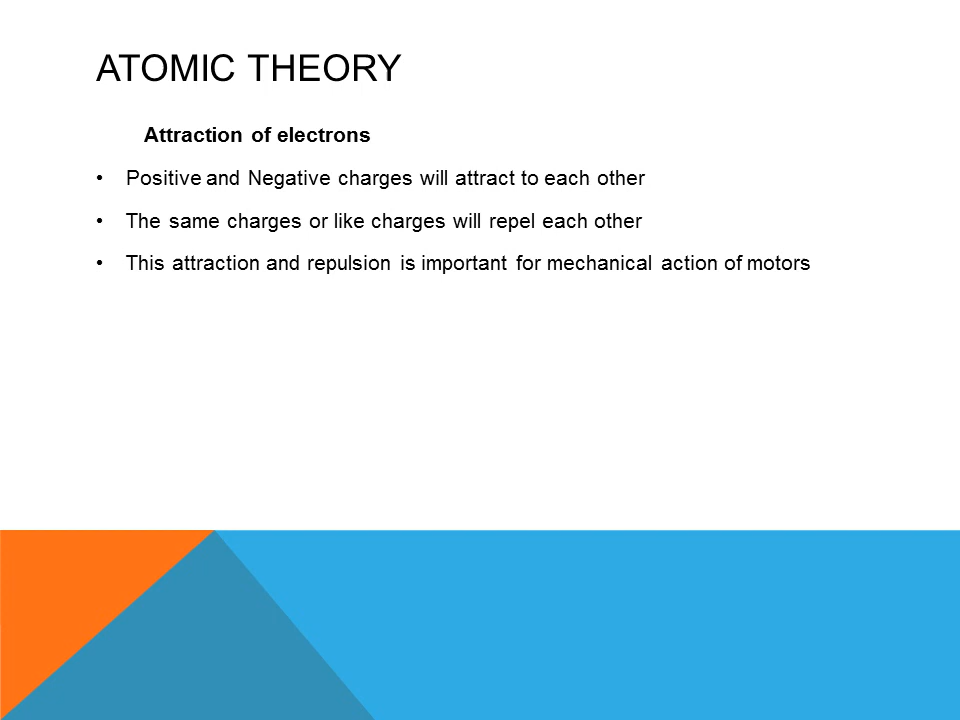 ATOMIC THEORY
Attraction of electrons
• Positive and Negative charges will attract to each other
• The same charges or like charges will repel each other
• This attraction and repulsion is important for mechanical action of motors